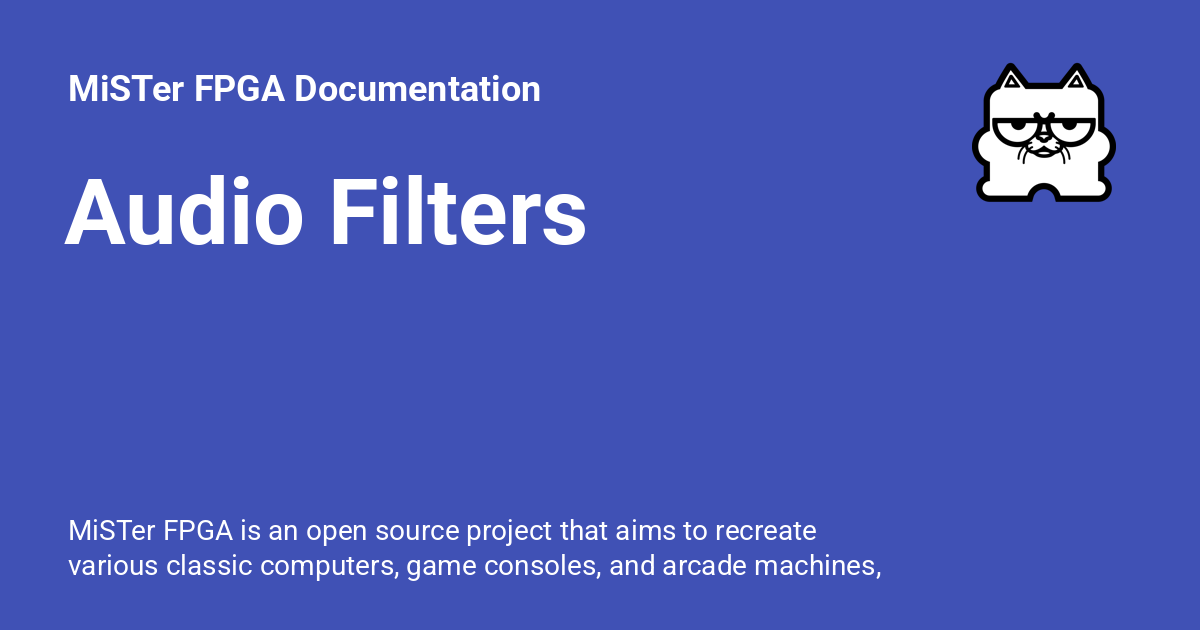 MiSTer FPGA Documentation
Audio Filters
MiSTer FPGA is an open source project that aims to recreate
various classic computers, game consoles, and arcade machines,